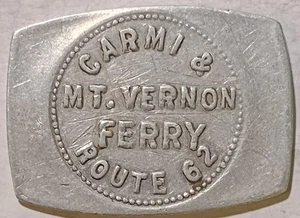 CARMI &
MT. VERNON
FERRY
ROUTE 62